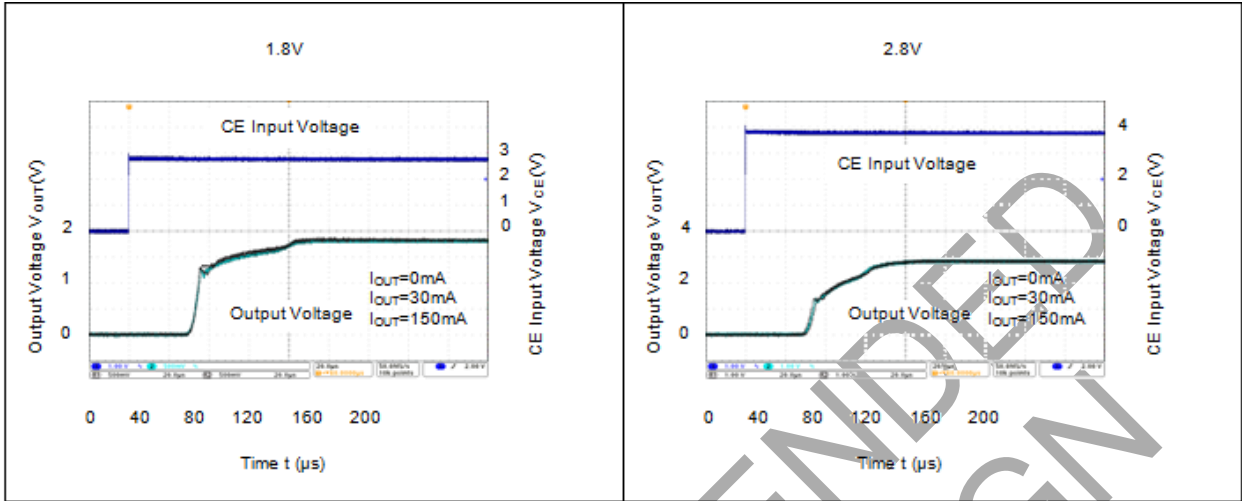 1.8V
CE Input Voltage
Output Voltage VOUT(V)
2
1
0
3
2
1
0
CE Input Voltage VCE(V)
IOUT=0mA
IOUT=30mA
IOUT=150mA
Output Voltage
0 40 80 120 160 200
Time t (µs)
2.8V
CE Input Voltage
Output Voltage VOUT(V)
4
2
0
4
2
0
CE Input Voltage VCE(V)
IOUT=0mA
IOUT=30mA
IOUT=150mA
Output Voltage
0 40 80 120 160 200
Time t (µs)